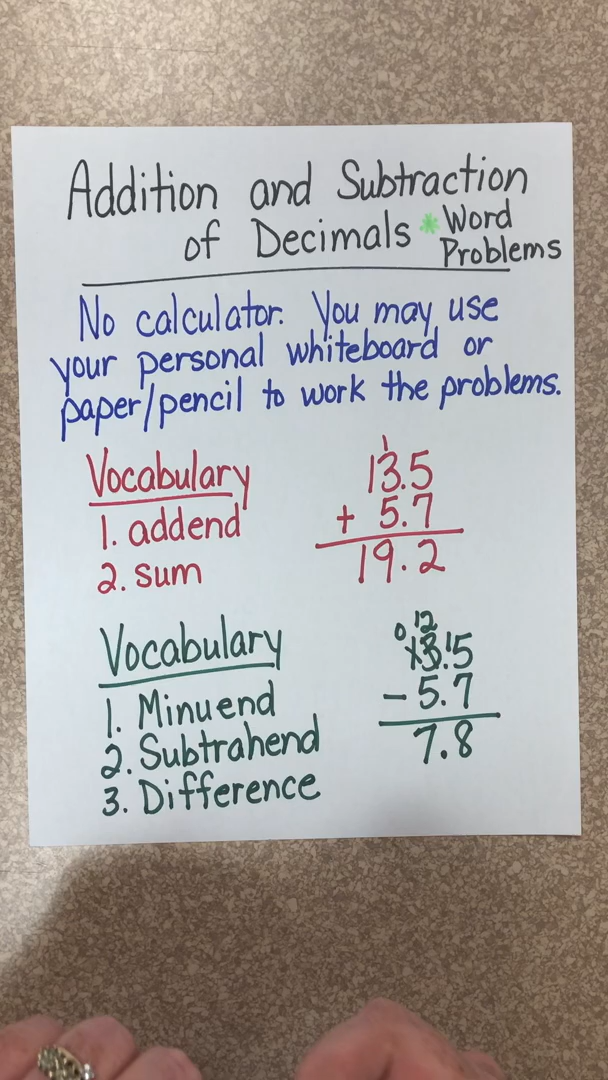 Addition and Subtraction
of Decimals * Word
Problems
No calculator. You may use
your personal whiteboard or
paper/pencil to work the problems.
Vocabulary
1. addend
2. sum
1
13.5
+ 5.7
19.2
Vocabulary
1. Minuend
2. Subtrahend
3. Difference
0 12
13.15
- 5.7
7.8